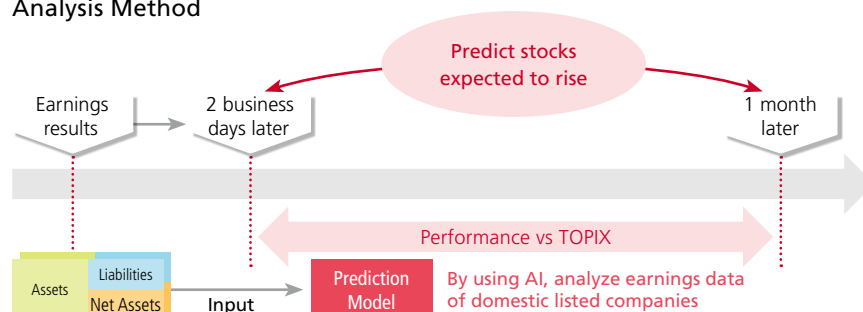 Analysis Method
Predict stocks
expected to rise
Earnings
results
2 business
days later
1 month
later
Performance vs TOPIX
Assets
Liabilities
Net Assets
Input
Prediction
Model
By using AI, analyze earnings data
of domestic listed companies